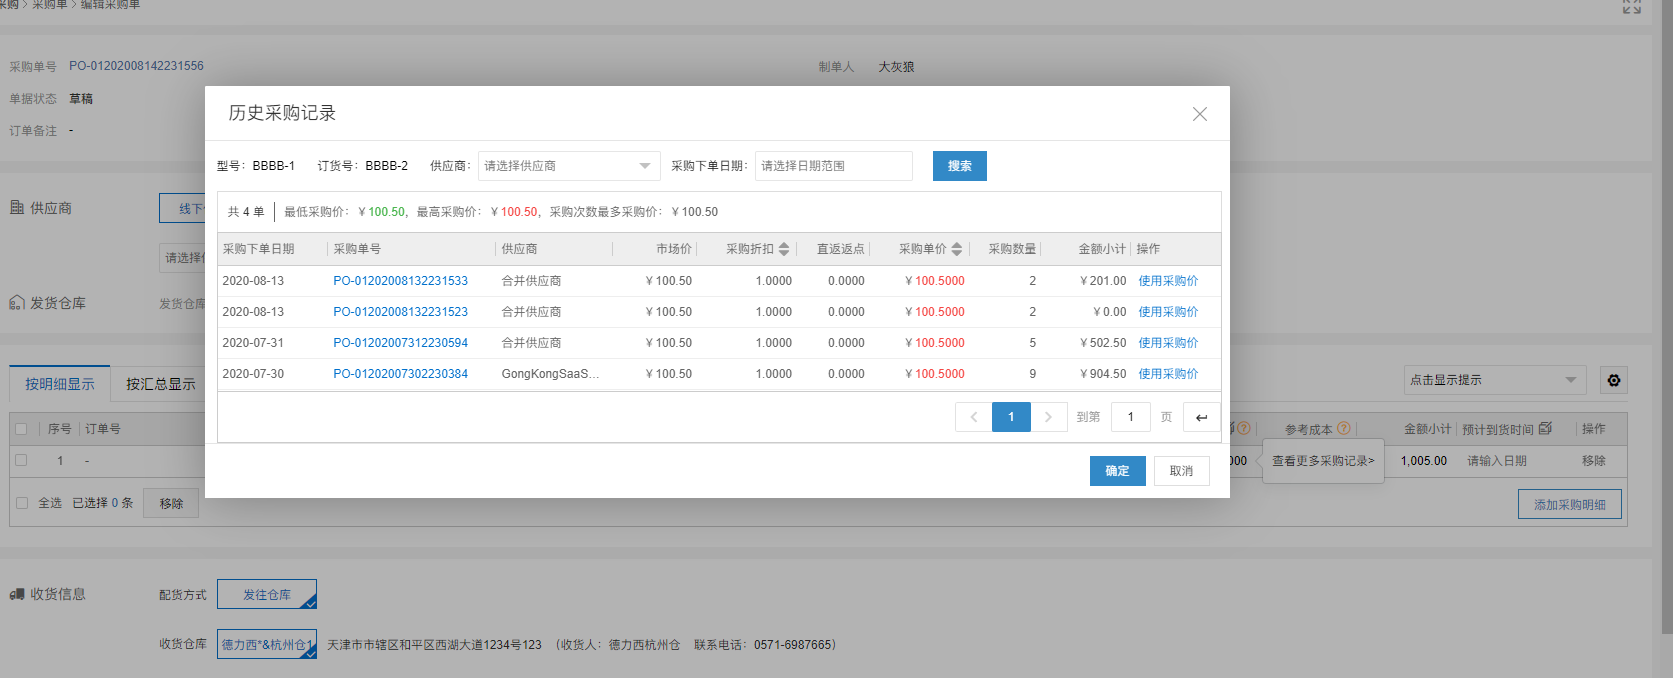 采购 > 采购单 > 编辑采购单
采购单号 PO-01202008142231556 制单人 大灰狼
单据状态 草稿
订单备注 -
历史采购记录
型号：BBBB-1 订货号：BBBB-2 供应商： 请选择供应商 采购下单日期： 请选择日期范围 搜索
共 4 单 最低采购价：￥100.50，最高采购价：￥100.50，采购次数最多采购价：￥100.50
采购下单日期 采购单号 供应商 市场价 采购折扣 直返返点 采购单价 采购数量 金额小计 操作
2020-08-13 PO-01202008132231533 合并供应商 ￥100.50 1.0000 0.0000 ￥100.5000 2 ￥201.00 使用采购价
2020-08-13 PO-01202008132231523 合并供应商 ￥100.50 1.0000 0.0000 ￥100.5000 2 ￥0.00 使用采购价
2020-07-31 PO-01202007312230594 合并供应商 ￥100.50 1.0000 0.0000 ￥100.5000 5 ￥502.50 使用采购价
2020-07-30 PO-01202007302230384 GongKongSaaS... ￥100.50 1.0000 0.0000 ￥100.5000 9 ￥904.50 使用采购价
1 到第 1 页
确定 取消
供应商 线下
请选择
发货仓库 发货仓库
按明细显示 按汇总显示 点击显示提示
序号 订单号 参考成本 金额小计 预计到货时间 操作
1 - 000 查看更多采购记录> 1,005.00 请输入日期 移除
全选 已选择 0 条 移除 添加采购明细
收货信息 配货方式 发往仓库
收货仓库 德力西*&杭州仓1 天津市市辖区和平区西湖大道1234号123 （收货人：德力西杭州仓 联系电话：0571-6987665）